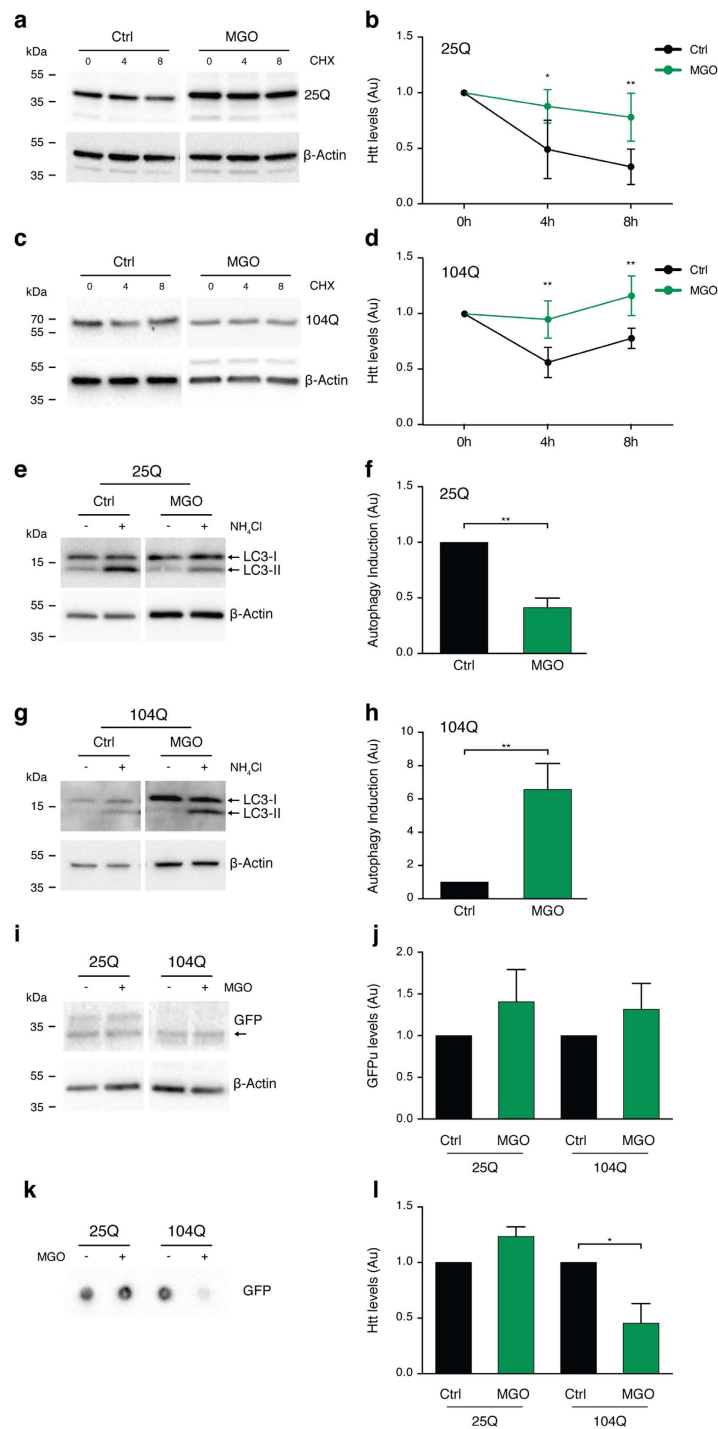 a
Ctrl MGO
kDa
0 4 8 0 4 8 CHX
55
35
25Q
55
35
β-Actin
b
25Q
Htt levels (Au)
1.5
1.0
0.5
0.0
* **
0h 4h 8h
Ctrl
MGO
c
Ctrl MGO
kDa
0 4 8 0 4 8 CHX
70
55
104Q
55
35
β-Actin
d
104Q
Htt levels (Au)
1.5
1.0
0.5
0.0
** **
0h 4h 8h
Ctrl
MGO
e
25Q
Ctrl MGO
kDa
- + - + NH4Cl
15
LC3-I
LC3-II
55
35
β-Actin
f
25Q
Autophagy Induction (Au)
1.5
1.0
0.5
0.0
**
Ctrl MGO
g
104Q
Ctrl MGO
kDa
- + - + NH4Cl
15
LC3-I
LC3-II
55
35
β-Actin
h
104Q
Autophagy Induction (Au)
10
8
6
4
2
0
**
Ctrl MGO
i
25Q 104Q
kDa
- + - + MGO
35
GFP
55
35
β-Actin
j
GFPu levels (Au)
2.0
1.5
1.0
0.5
0.0
Ctrl MGO Ctrl MGO
25Q 104Q
k
25Q 104Q
MGO - + - +
GFP
l
Htt levels (Au)
1.5
1.0
0.5
0.0
*
Ctrl MGO Ctrl MGO
25Q 104Q